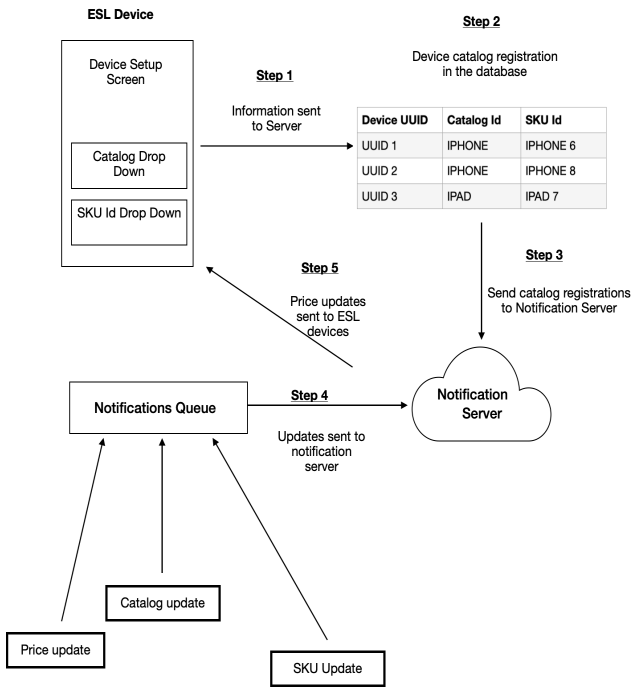 ESL Device
Device Setup
Screen
Catalog Drop
Down
SKU Id Drop Down
Step 1
Information sent
to Server
Step 2
Device catalog registration
in the database
Device UUID Catalog Id SKU Id
UUID 1 IPHONE IPHONE 6
UUID 2 IPHONE IPHONE 8
UUID 3 IPAD IPAD 7
Step 3
Send catalog registrations
to Notification Server
Step 5
Price updates
sent to ESL
devices
Notification
Server
Step 4
Updates sent to
notification
server
Notifications Queue
Catalog update
Price update
SKU Update